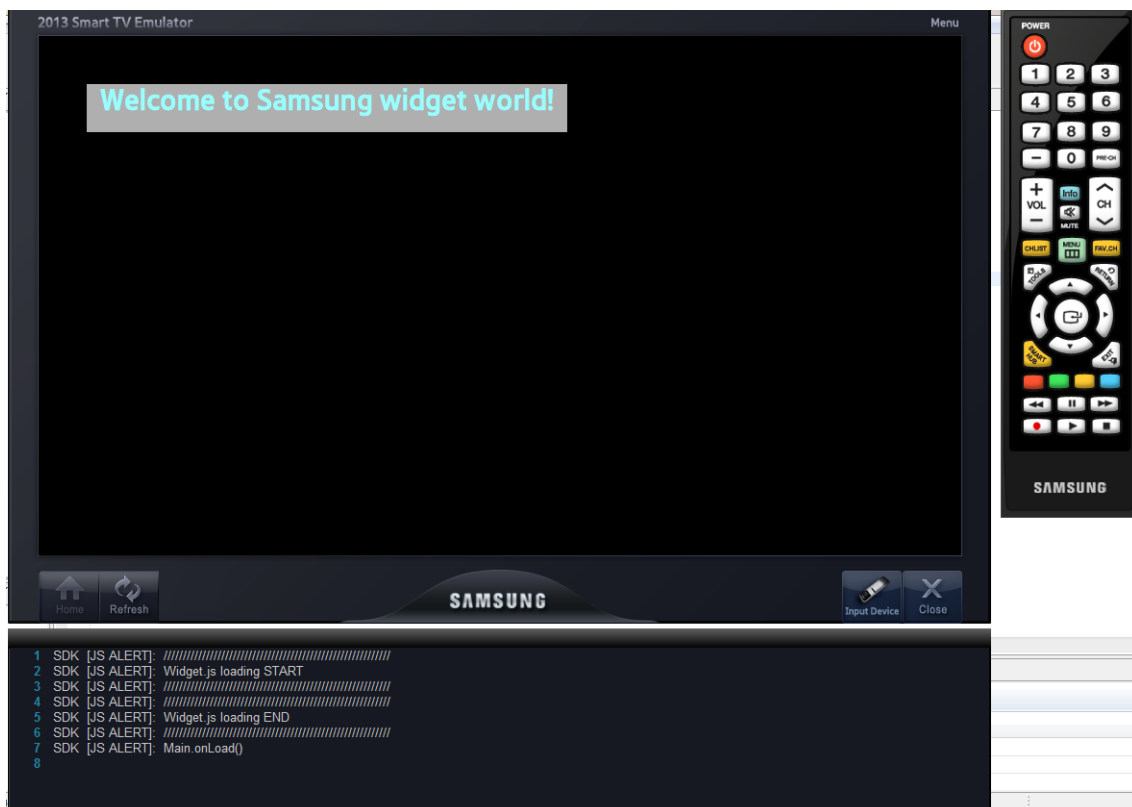 2013 Smart TV Emulator
Menu
Welcome to Samsung widget world!
Home
Refresh
SAMSUNG
Input Device
Close
1 SDK [JS ALERT]: ///////////////////////////////////////////////////////////
2 SDK [JS ALERT]: Widget.js loading START
3 SDK [JS ALERT]: ///////////////////////////////////////////////////////////
4 SDK [JS ALERT]: ///////////////////////////////////////////////////////////
5 SDK [JS ALERT]: Widget.js loading END
6 SDK [JS ALERT]: ///////////////////////////////////////////////////////////
7 SDK [JS ALERT]: Main.onLoad()
8
POWER
1 2 3
4 5 6
7 8 9
- 0 PRE-CH
+ Info
VOL CH
- MUTE
CH.LIST MENU FAV.CH
TOOLS RETURN
SMART HUB EXIT
SAMSUNG